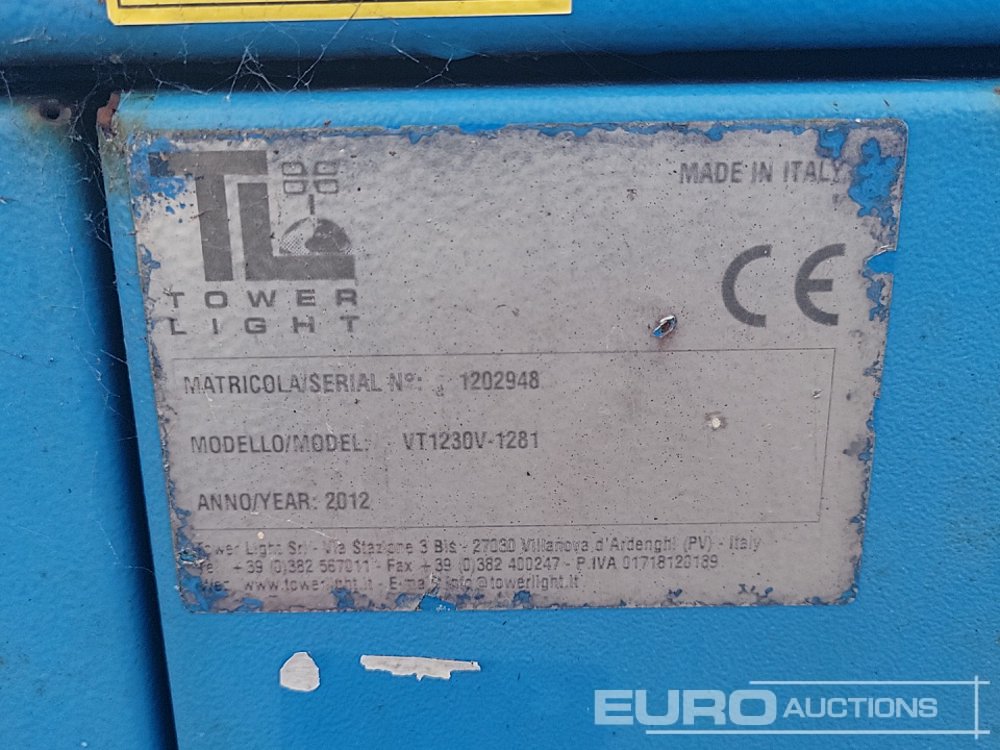 TL
TOWER
LIGHT
MADE IN ITALY
CE
MATRICOLA/SERIAL N°: 1202948
MODELLO/MODEL: VT1230V-1281
ANNO/YEAR: 2012
Tower Light Srl - Via Stazione 3 Bis - 27030 Villanova d'Ardenghi (PV) - Italy
Tel. +39 (0)382 567011 - Fax +39 (0)382 400247 - P.IVA 01718120189
Web: www.towerlight.it - E-mail: info@towerlight.it
EURO AUCTIONS